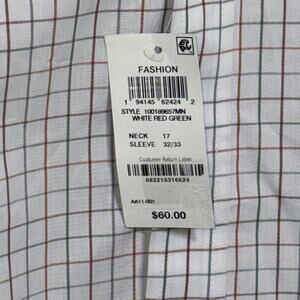 FASHION
1 94145 62424 2
STYLE 100189657MN
WHITE RED GREEN
NECK 17
SLEEVE 32/33
Customer Return Label
082215316624
AA11-001
$60.00